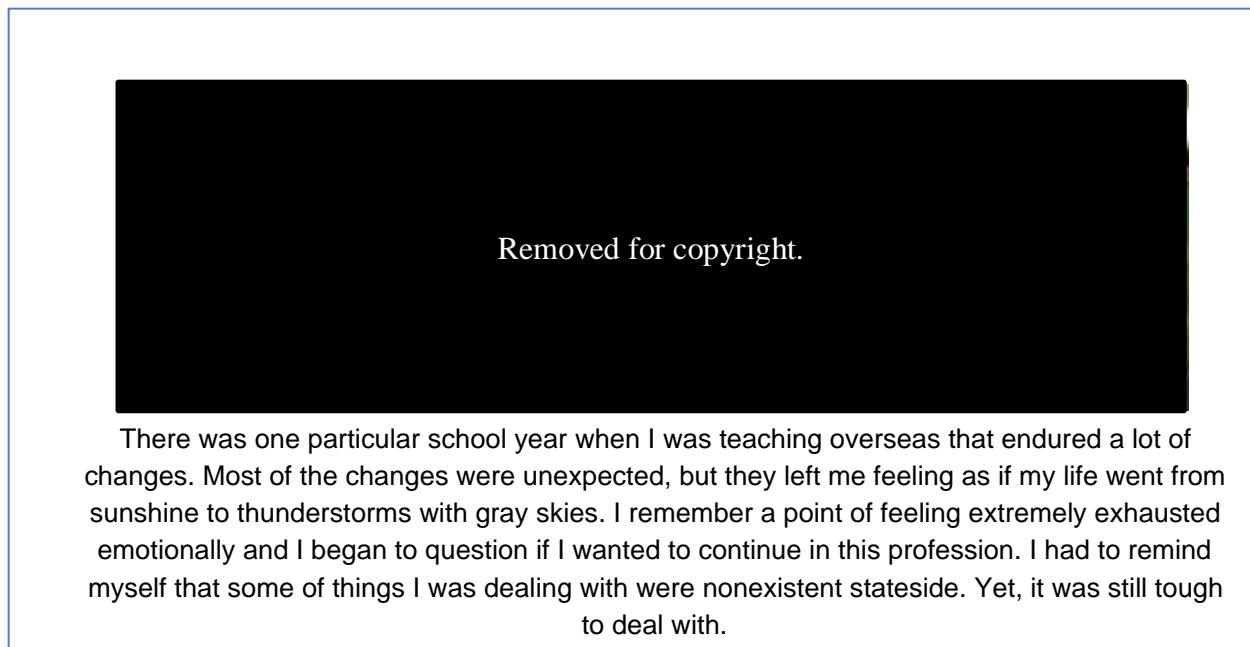 Removed for copyright.
There was one particular school year when I was teaching overseas that endured a lot of
changes. Most of the changes were unexpected, but they left me feeling as if my life went from
sunshine to thunderstorms with gray skies. I remember a point of feeling extremely exhausted
emotionally and I began to question if I wanted to continue in this profession. I had to remind
myself that some of things I was dealing with were nonexistent stateside. Yet, it was still tough
to deal with.